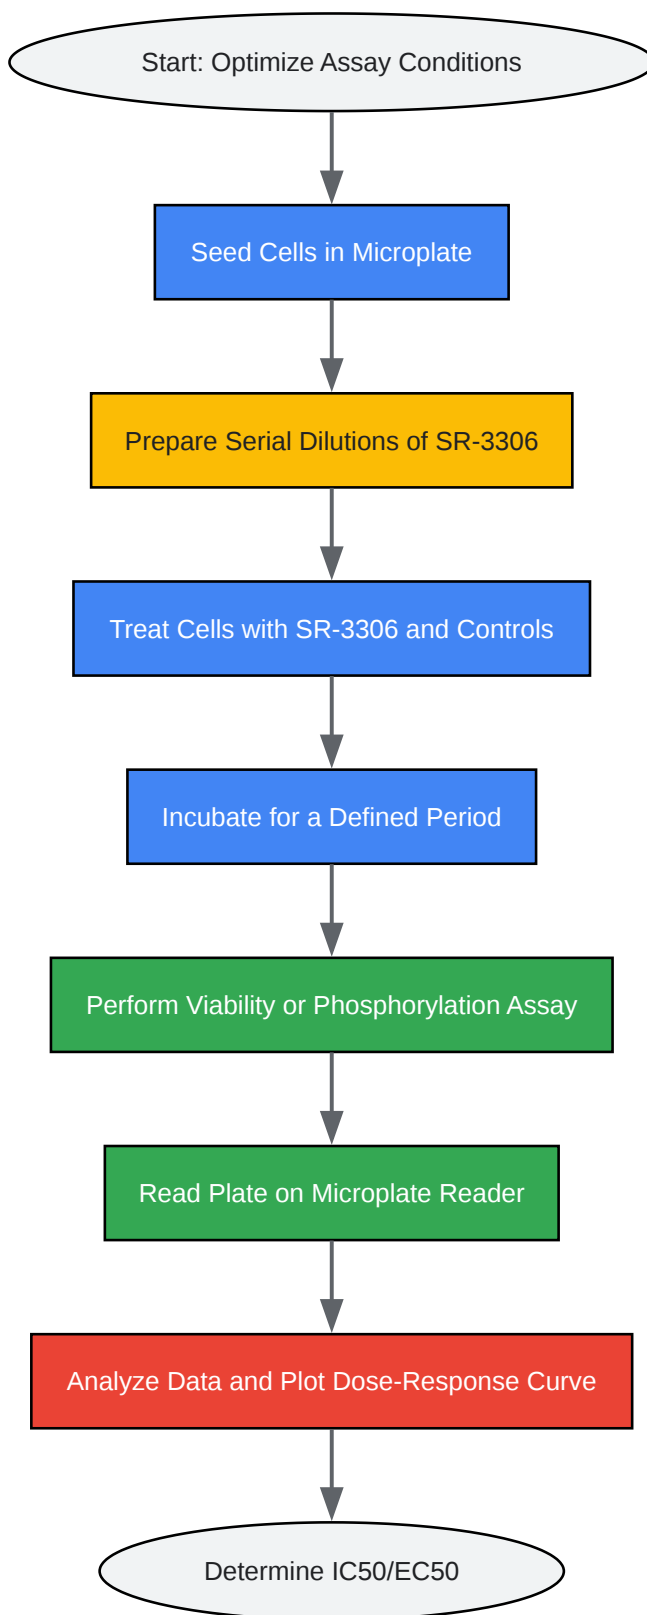 Start: Optimize Assay Conditions
Seed Cells in Microplate
Prepare Serial Dilutions of SR-3306
Treat Cells with SR-3306 and Controls
Incubate for a Defined Period
Perform Viability or Phosphorylation Assay
Read Plate on Microplate Reader
Analyze Data and Plot Dose-Response Curve
Determine IC50/EC50